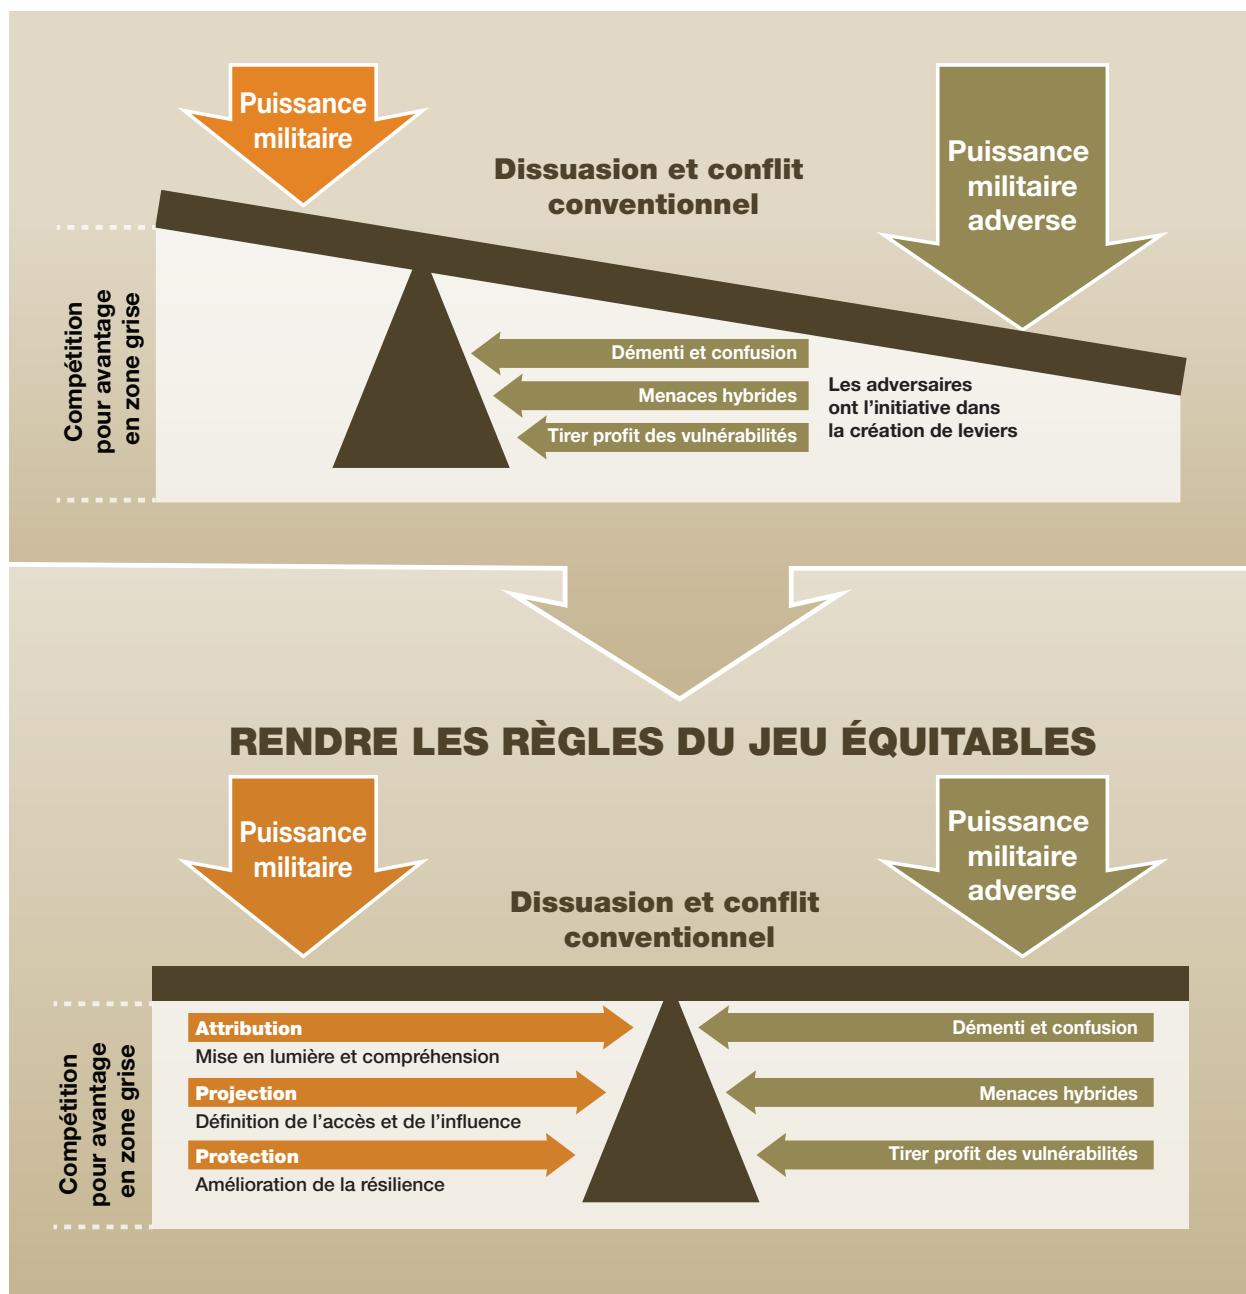 Puissance
militaire
Dissuasion et conflit
conventionnel
Puissance
militaire
adverse
Compétition
pour avantage
en zone grise
Démenti et confusion
Menaces hybrides
Tirer profit des vulnérabilités
Les adversaires
ont l’initiative dans
la création de leviers
RENDRE LES RÈGLES DU JEU ÉQUITABLES
Puissance
militaire
Dissuasion et conflit
conventionnel
Puissance
militaire
adverse
Compétition
pour avantage
en zone grise
Attribution
Mise en lumière et compréhension
Projection
Définition de l’accès et de l’influence
Protection
Amélioration de la résilience
Démenti et confusion
Menaces hybrides
Tirer profit des vulnérabilités